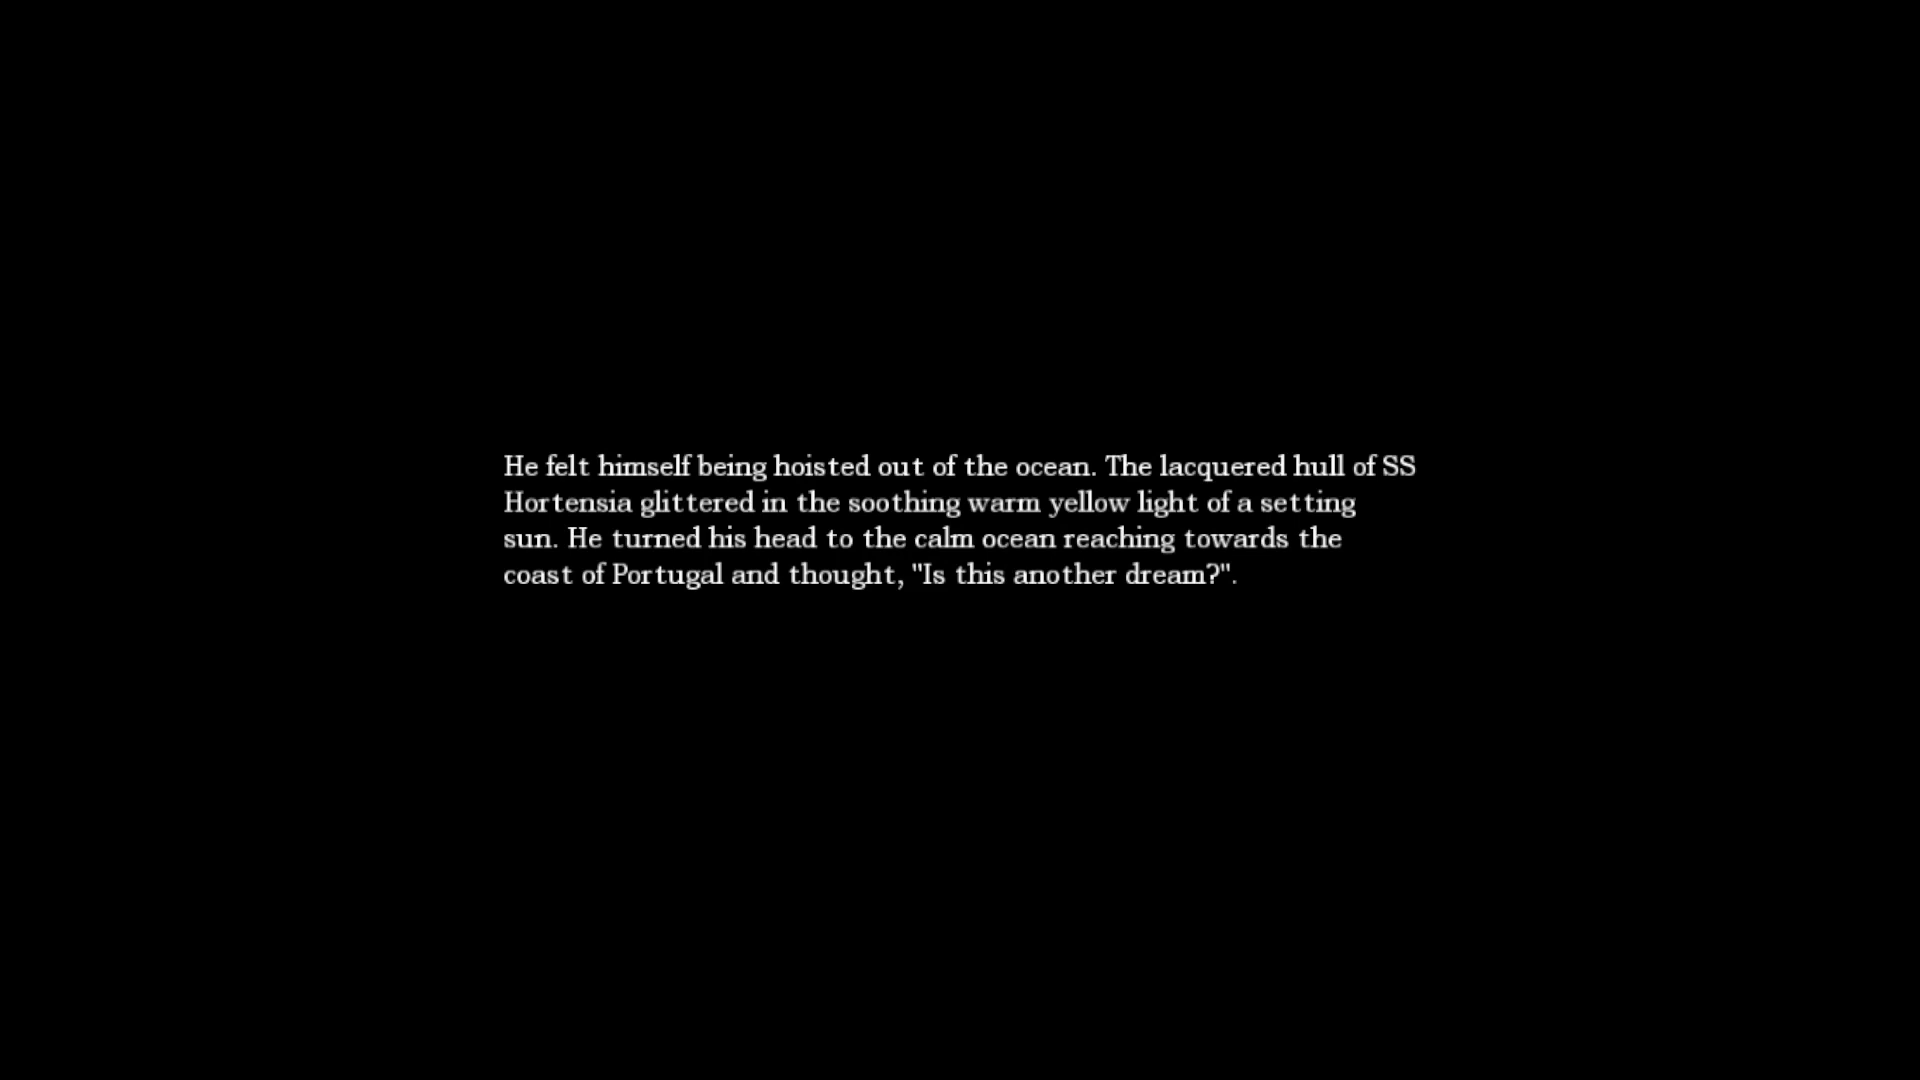 He felt himself being hoisted out of the ocean. The lacquered hull of SS
Hortensia glittered in the soothing warm yellow light of a setting
sun. He turned his head to the calm ocean reaching towards the
coast of Portugal and thought, "Is this another dream?".